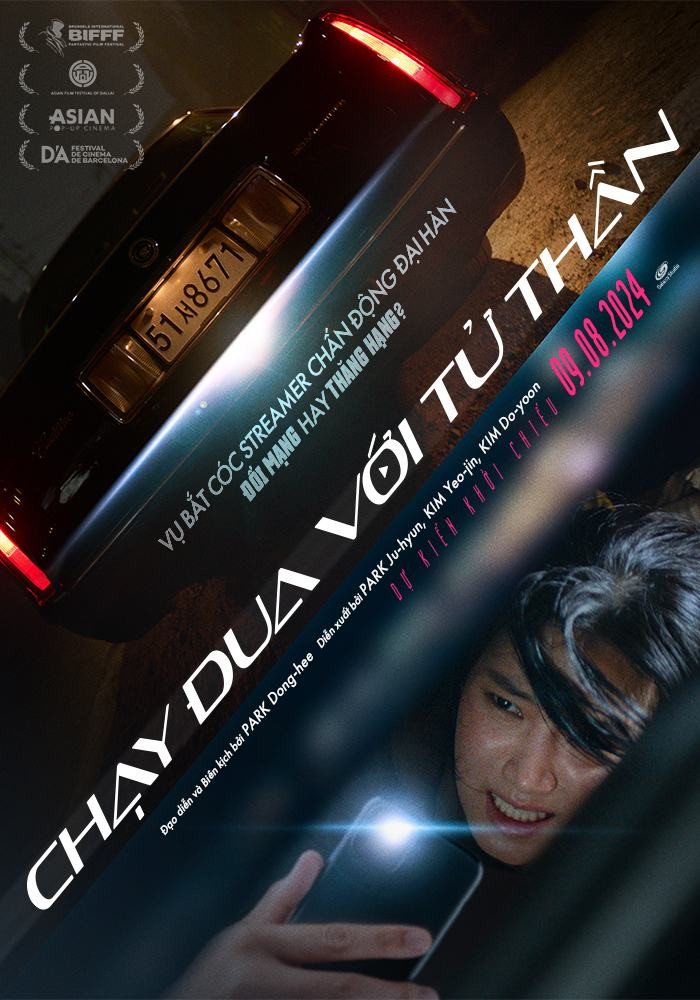 BRUSSELS INTERNATIONAL
BIFFF
FANTASTIC FILM FESTIVAL
ASIAN FILM FESTIVAL OF DALLAS
ASIAN
POP-UP CINEMA
D'A FESTIVAL
DE CINEMA
DE BARCELONA
51서8671
VỤ BẮT CÓC STREAMER CHẤN ĐỘNG ĐẠI HÀN
ĐỔI MẠNG HAY THĂNG HẠNG?
CHẠY ĐUA VỚI TỬ THẦN
Đạo diễn và Biên kịch bởi PARK Dong-hee Diễn xuất bởi PARK Ju-hyun, KIM Yeo-jin, KIM Do-yoon
DỰ KIẾN KHỞI CHIẾU 09.08.2024